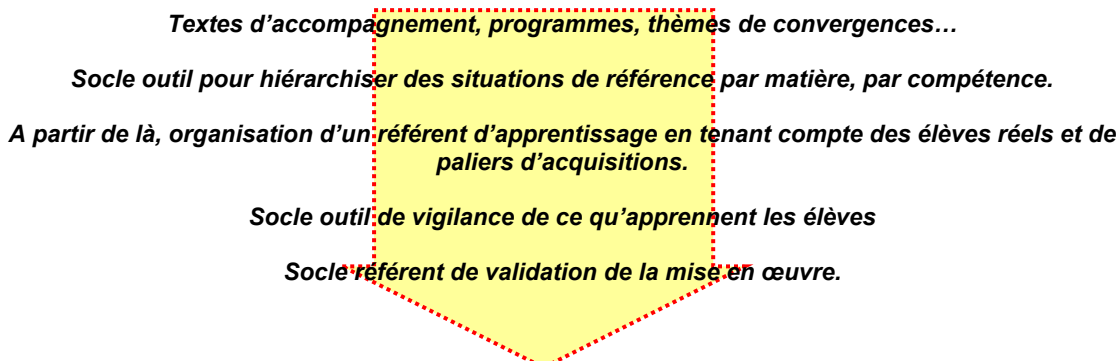 Textes d’accompagnement, programmes, thèmes de convergences…
Socle outil pour hiérarchiser des situations de référence par matière, par compétence.
A partir de là, organisation d’un référent d’apprentissage en tenant compte des élèves réels et de
paliers d’acquisitions.
Socle outil de vigilance de ce qu’apprennent les élèves
Socle référent de validation de la mise en œuvre.